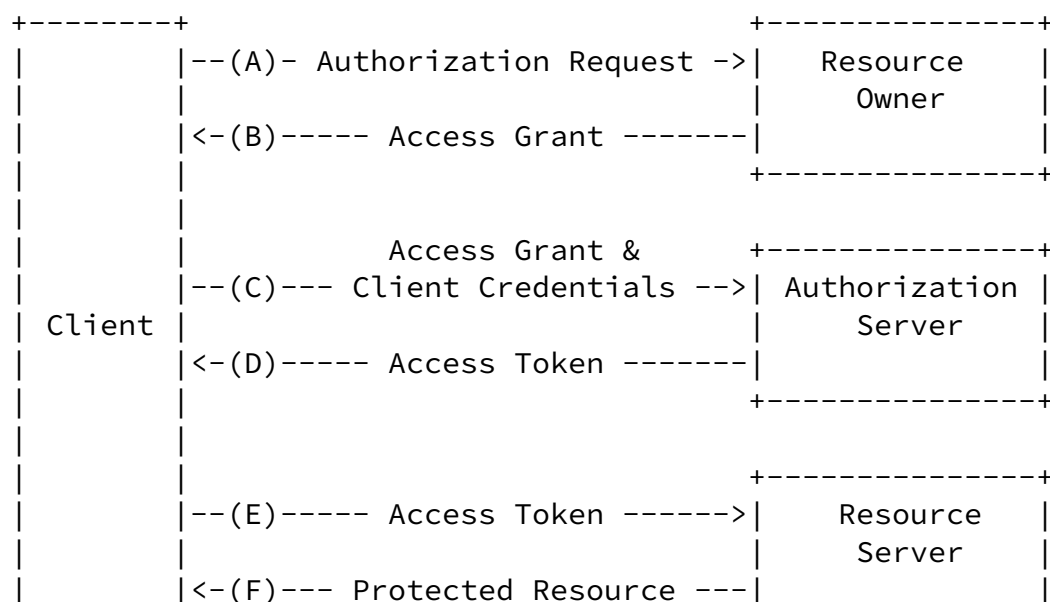 +--------+                               +---------------+
|        |--(A)- Authorization Request ->|   Resource    |
|        |                               |     Owner     |
|        |<-(B)----- Access Grant -------|               |
|        |                               +---------------+
|        |
|        |          Access Grant &       +---------------+
|        |--(C)--- Client Credentials -->| Authorization |
| Client |                               |     Server    |
|        |<-(D)----- Access Token -------|               |
|        |                               +---------------+
|        |
|        |                               +---------------+
|        |--(E)----- Access Token ------>|    Resource   |
|        |                               |     Server    |
|        |<-(F)--- Protected Resource ---|               |